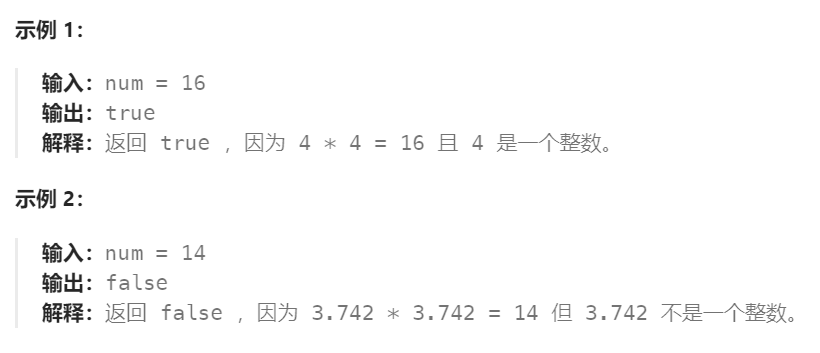 示例 1：
输入：num = 16
输出：true
解释：返回 true ，因为 4 * 4 = 16 且 4 是一个整数。
示例 2：
输入：num = 14
输出：false
解释：返回 false ，因为 3.742 * 3.742 = 14 但 3.742 不是一个整数。